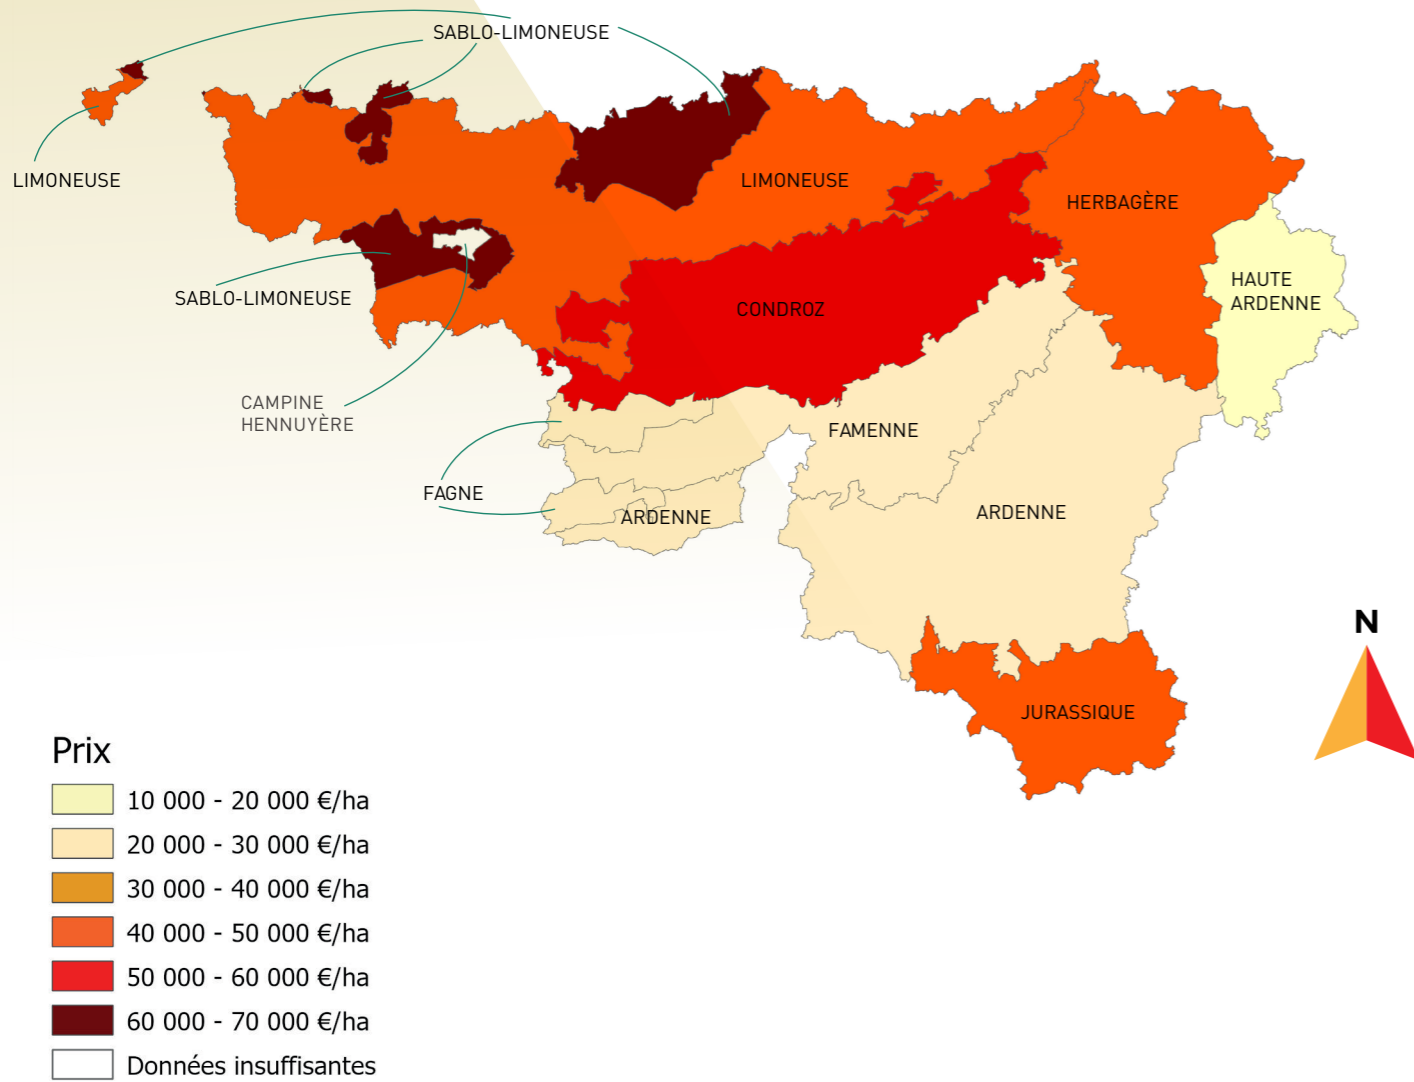 SABLO-LIMONEUSE
LIMONEUSE
LIMONEUSE
HERBAGÈRE
HAUTE
ARDENNE
SABLO-LIMONEUSE
CONDROZ
CAMPINE
HENNUYÈRE
FAMENNE
FAGNE
ARDENNE
ARDENNE
N
JURASSIQUE
Prix
10 000 - 20 000 €/ha
20 000 - 30 000 €/ha
30 000 - 40 000 €/ha
40 000 - 50 000 €/ha
50 000 - 60 000 €/ha
60 000 - 70 000 €/ha
Données insuffisantes